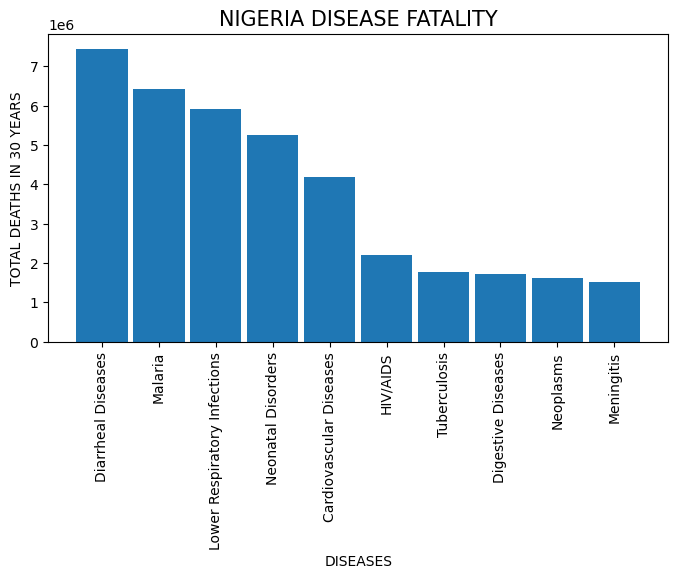 NIGERIA DISEASE FATALITY
1e6
7
6
5
4
3
2
1
0
TOTAL DEATHS IN 30 YEARS
Diarrheal Diseases
Malaria
Lower Respiratory Infections
Neonatal Disorders
Cardiovascular Diseases
HIV/AIDS
Tuberculosis
Digestive Diseases
Neoplasms
Meningitis
DISEASES